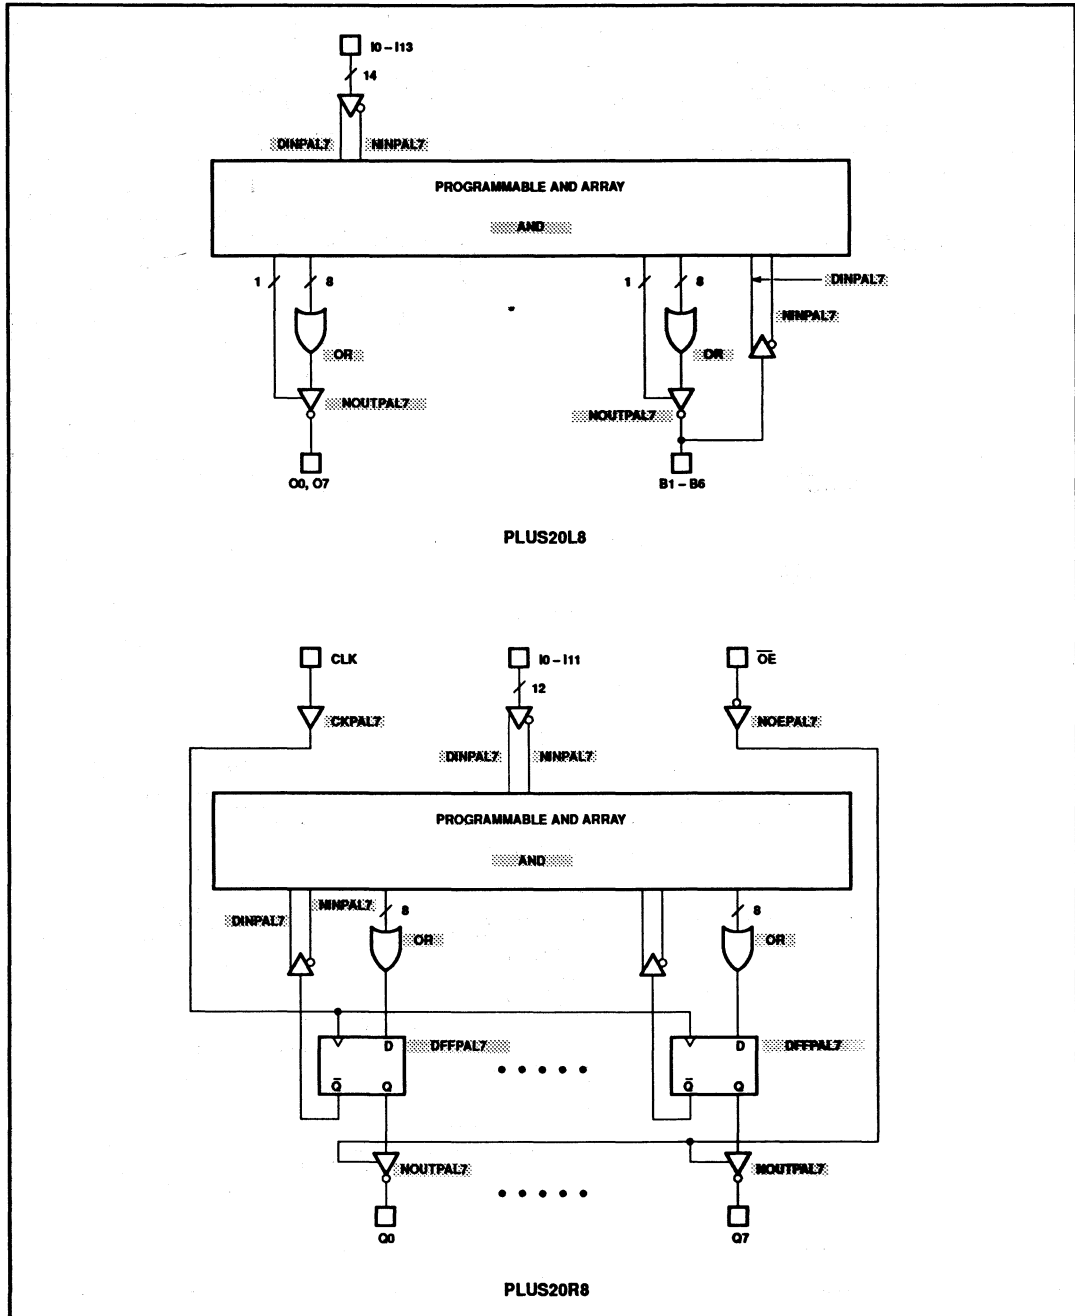 I0 – I13
14
DINPAL7 NINPAL7
PROGRAMMABLE AND ARRAY
AND
1 8 1 8 DINPAL7
NINPAL7
OR OR
NOUTPAL7 NOUTPAL7
O0, O7 B1 – B6
PLUS20L8
CLK I0 – I11 OE
12
CKPAL7 NOEPAL7
DINPAL7 NINPAL7
PROGRAMMABLE AND ARRAY
AND
NINPAL7 8 8
DINPAL7
OR OR
D DFFPAL7 D DFFPAL7
Q̅ Q Q̅ Q
NOUTPAL7 NOUTPAL7
Q0 Q7
PLUS20R8